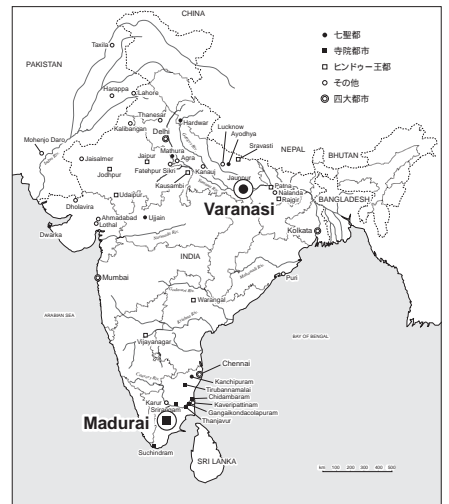 CHINA
Taxila
PAKISTAN
Harappa
Lahore
Thanesar
Hardwar
Kalibangan
Delhi
Lucknow
Ayodhya
Sravasti
Mohenjo Daro
Mathura
NEPAL
BHUTAN
Jaisalmer
Jaipur
Agra
Jodhpur
Fatehpur Sikri
Kanauj
Jaunpur
Kausambi
Patna
Nalanda
Rajgir
BANGLADESH
Udaipur
Varanasi
Dholavira
Ahmadabad
Lothal
Ujjain
Kolkata
Dwarka
INDIA
Mumbai
Puri
Warangal
ARABIAN SEA
BAY OF BENGAL
Vijayanagar
Chennai
Kanchipuram
Tirubannamalai
Chidambaram
Karur
Kaveripattinam
Srirangam
Gangaikondacolapuram
Madurai
Thanjavur
Suchindram
SRI LANKA
七聖都
寺院都市
ヒンドゥー王都
その他
四大都市
km 100 200 300 400 500